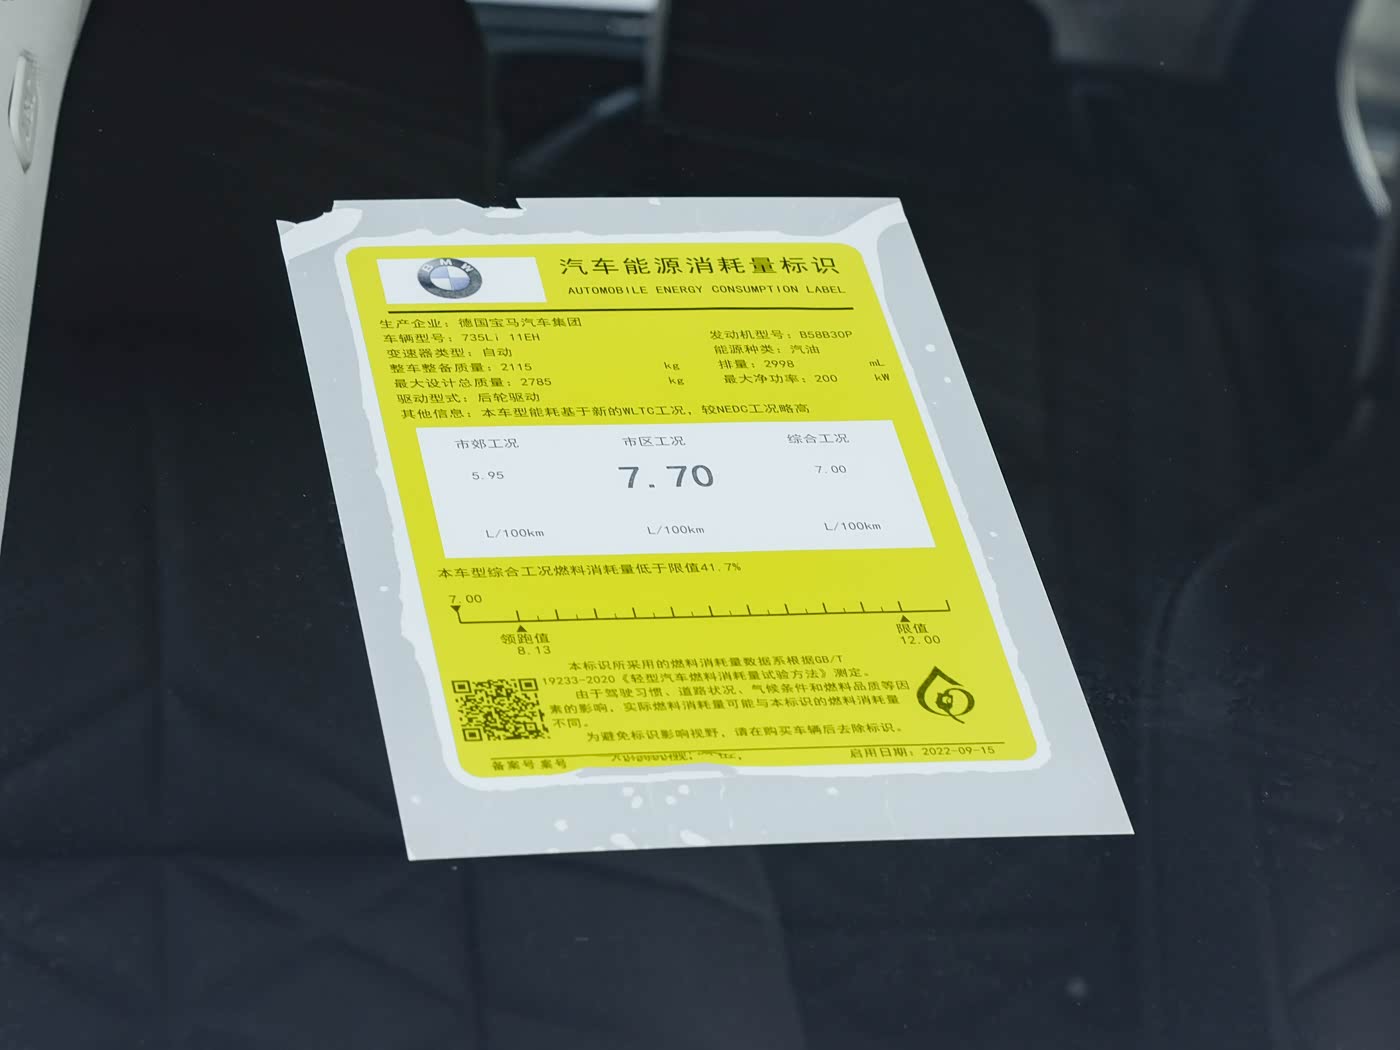 BMW
汽车能源消耗量标识
AUTOMOBILE ENERGY CONSUMPTION LABEL
生产企业：德国宝马汽车集团
车辆型号：735Li 11EH
发动机型号：B58B30P
变速器类型：自动
能源种类：汽油
整车整备质量：2115 kg
排量：2998 mL
最大设计总质量：2785 kg
最大净功率：200 kW
驱动型式：后轮驱动
其他信息：本车型能耗基于新的WLTC工况，较NEDC工况略高
市郊工况 市区工况 综合工况
5.95 7.70 7.00
L/100km L/100km L/100km
本车型综合工况燃料消耗量低于限值41.7%
7.00
领跑值 限值
8.13 12.00
本标识所采用的燃料消耗量数据系根据GB/T
19233-2020《轻型汽车燃料消耗量试验方法》测定。
由于驾驶习惯、道路状况、气候条件和燃料品质等因
素的影响，实际燃料消耗量可能与本标识的燃料消耗量
不同。
为避免标识影响视野，请在购买车辆后去除标识。
备案号 案号
启用日期：2022-09-15